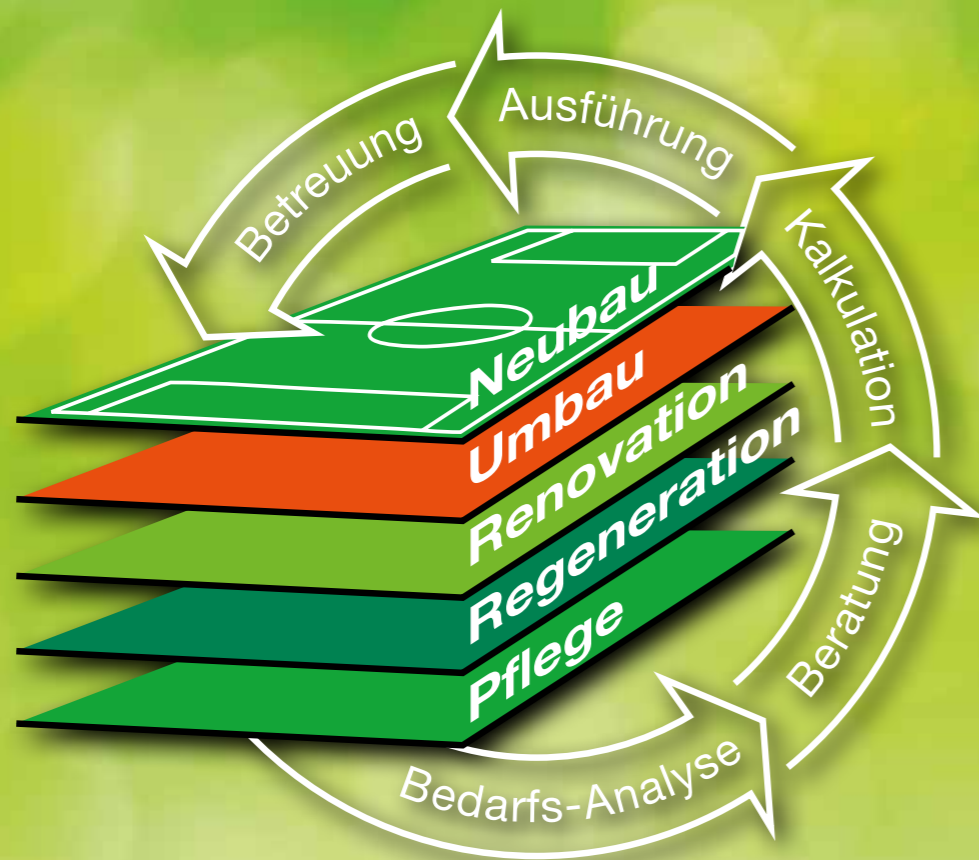 Betreuung
Ausführung
Kalkulation
Beratung
Bedarfs-Analyse
Neubau
Umbau
Renovation
Regeneration
Pflege